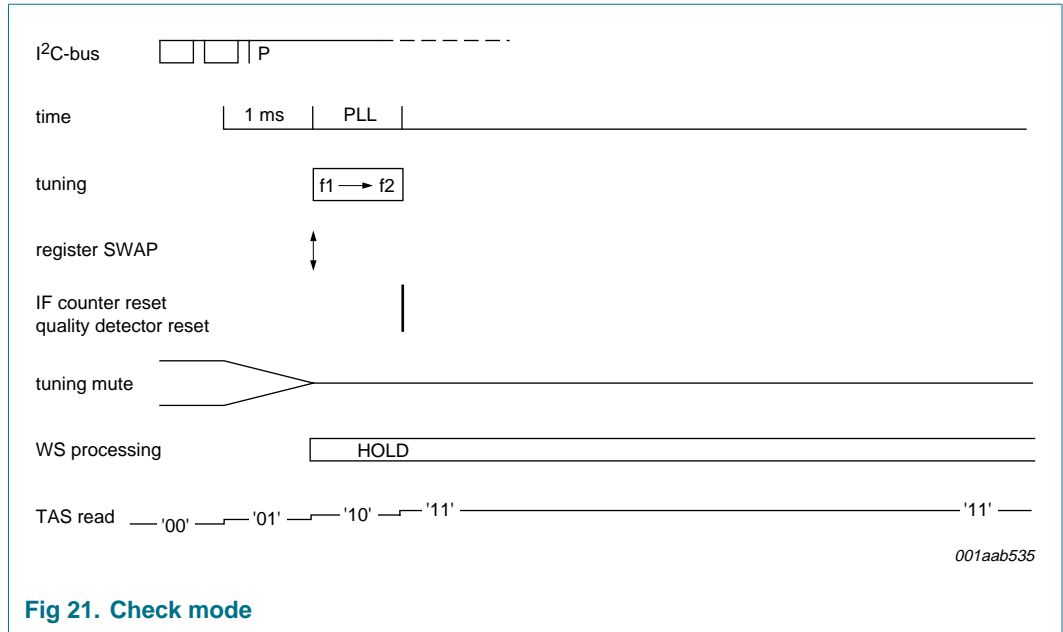 I²C-bus P
time 1 ms PLL
tuning f1 → f2
register SWAP
IF counter reset
quality detector reset
tuning mute
WS processing HOLD
TAS read '00' '01' '10' '11' '11'
001aab535
Fig 21. Check mode